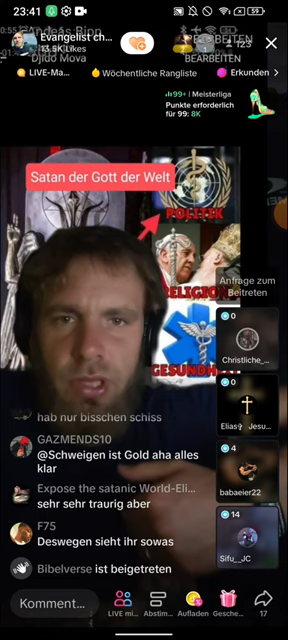 23:41
59
BEARBEITEN
Evangelist ch...
13.5K Likes
123
Djido Mova
BEARBEITEN
LIVE-Ma...
Wöchentliche Rangliste
Erkunden >
99+ | Meisterliga
Punkte erforderlich
für 99: 8K
Satan der Gott der Welt
POLITIK
RELIGION
GESUNDHEIT
Anfrage zum
Beitreten
0
Christliche_...
0
Elias✞ Jesu...
4
babaeier22
14
Sifu__JC
hab nur bisschen schiss
GAZMENDS10
@Schweigen ist Gold aha alles
klar
Expose the satanic World-Eli...
sehr sehr traurig aber
F75
Deswegen sieht ihr sowas
Bibelverse ist beigetreten
Komment...
LIVE mi...
Abstim...
Aufladen
Gesche...
17